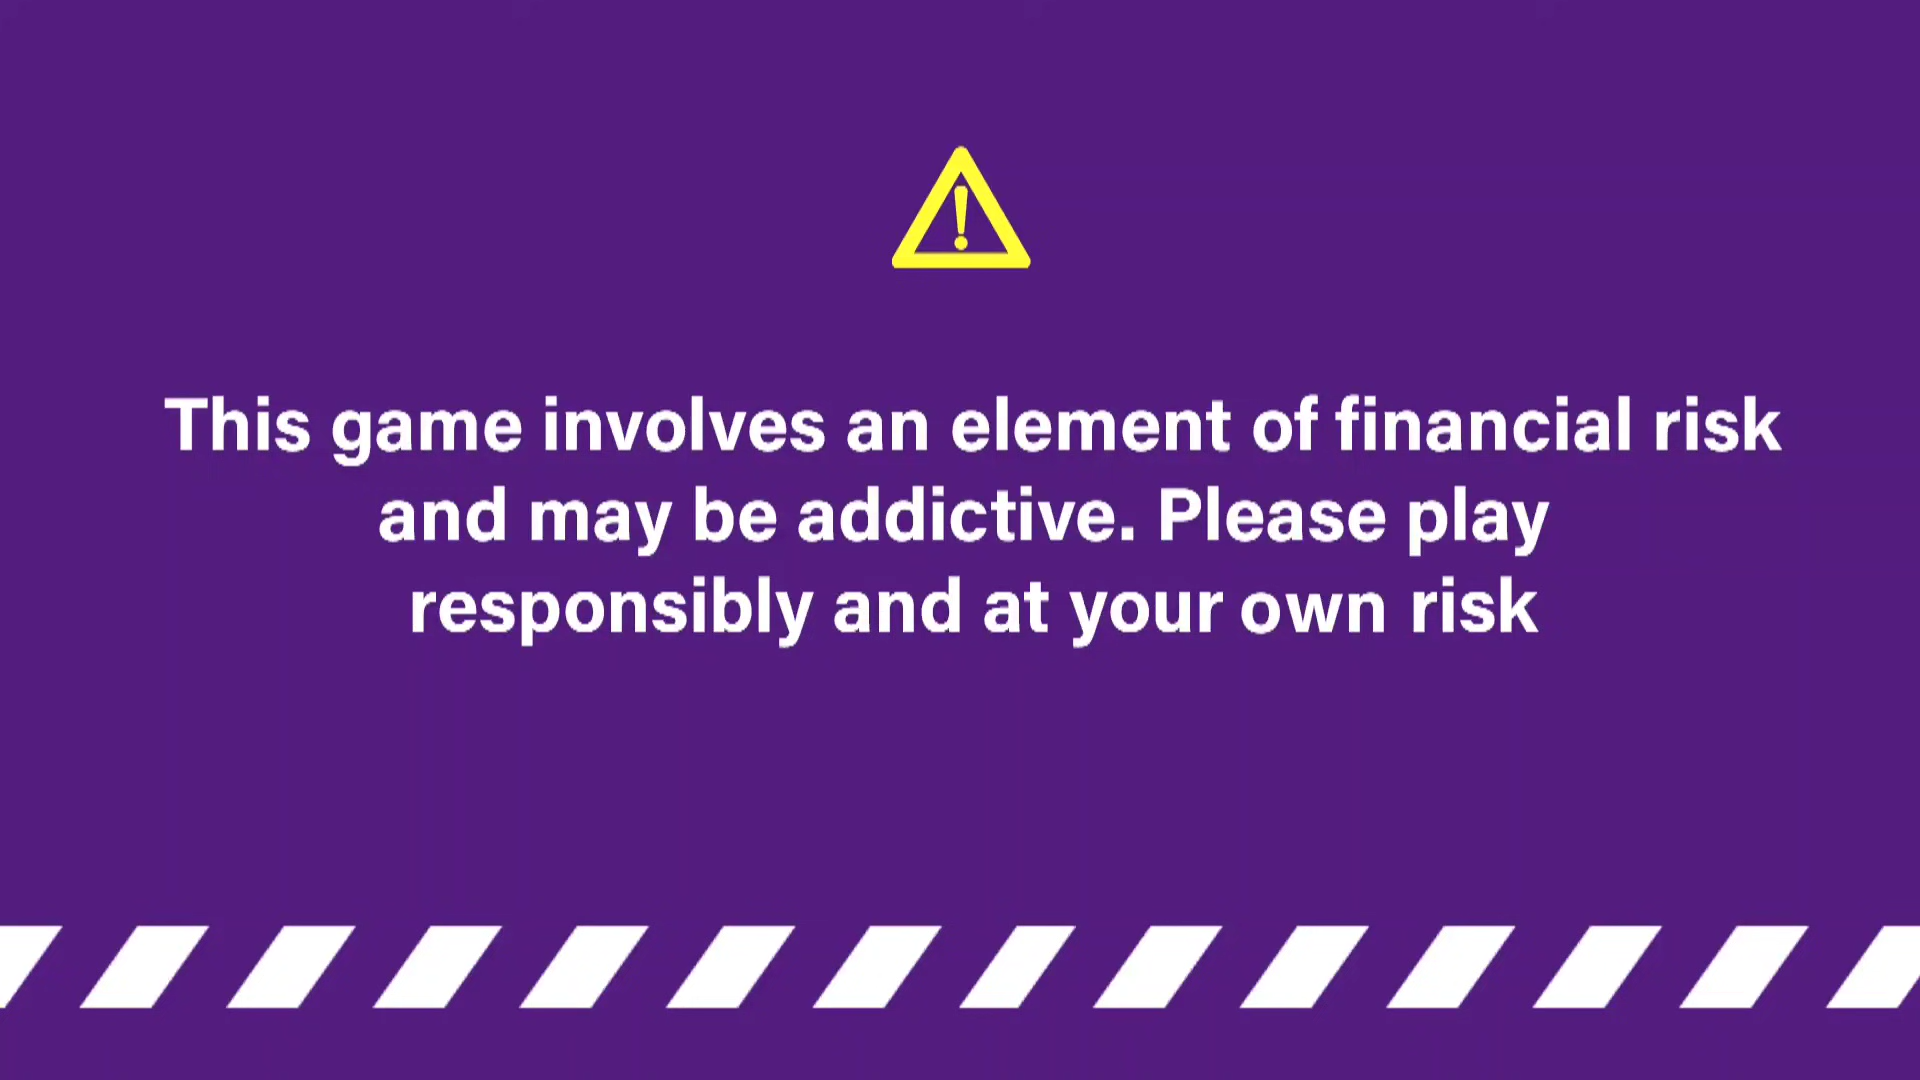 This game involves an element of financial risk
and may be addictive. Please play
responsibly and at your own risk